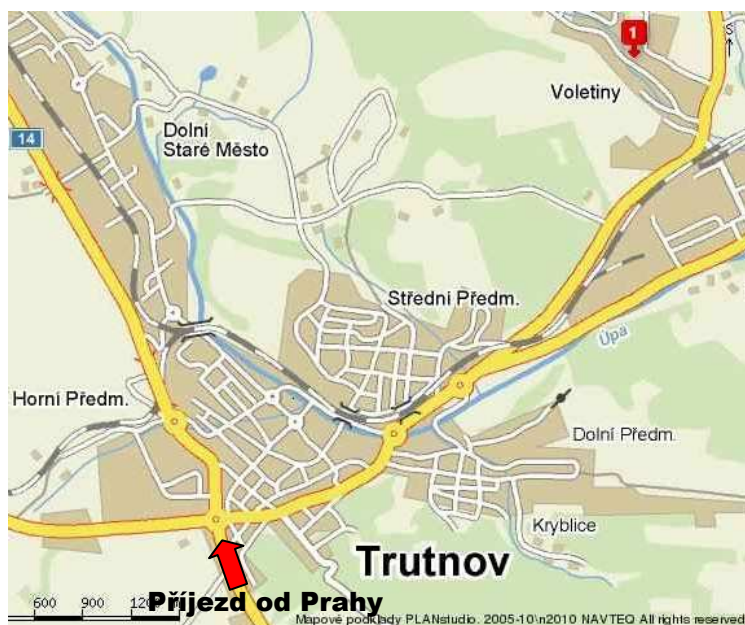 1
S
Voletiny
14
Dolní
Staré Město
Střední Předm.
Úpa
Horní Předm.
Dolní Předm.
Kryblice
Trutnov
Příjezd od Prahy
600 900
Mapové podklady PLANstudio, 2005-10\n2010 NAVTEQ All rights reserved